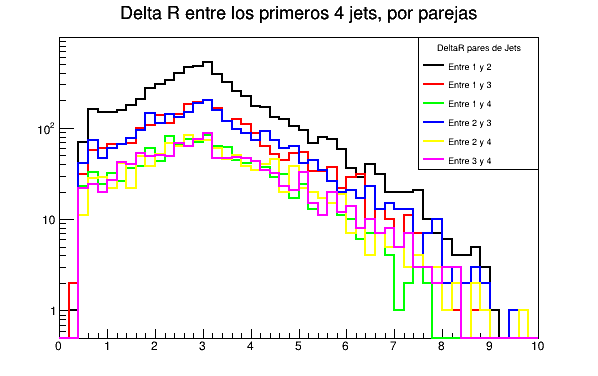 Delta R entre los primeros 4 jets, por parejas
DeltaR pares de Jets
Entre 1 y 2
Entre 1 y 3
Entre 1 y 4
Entre 2 y 3
Entre 2 y 4
Entre 3 y 4
10²
10
1
0 1 2 3 4 5 6 7 8 9 10